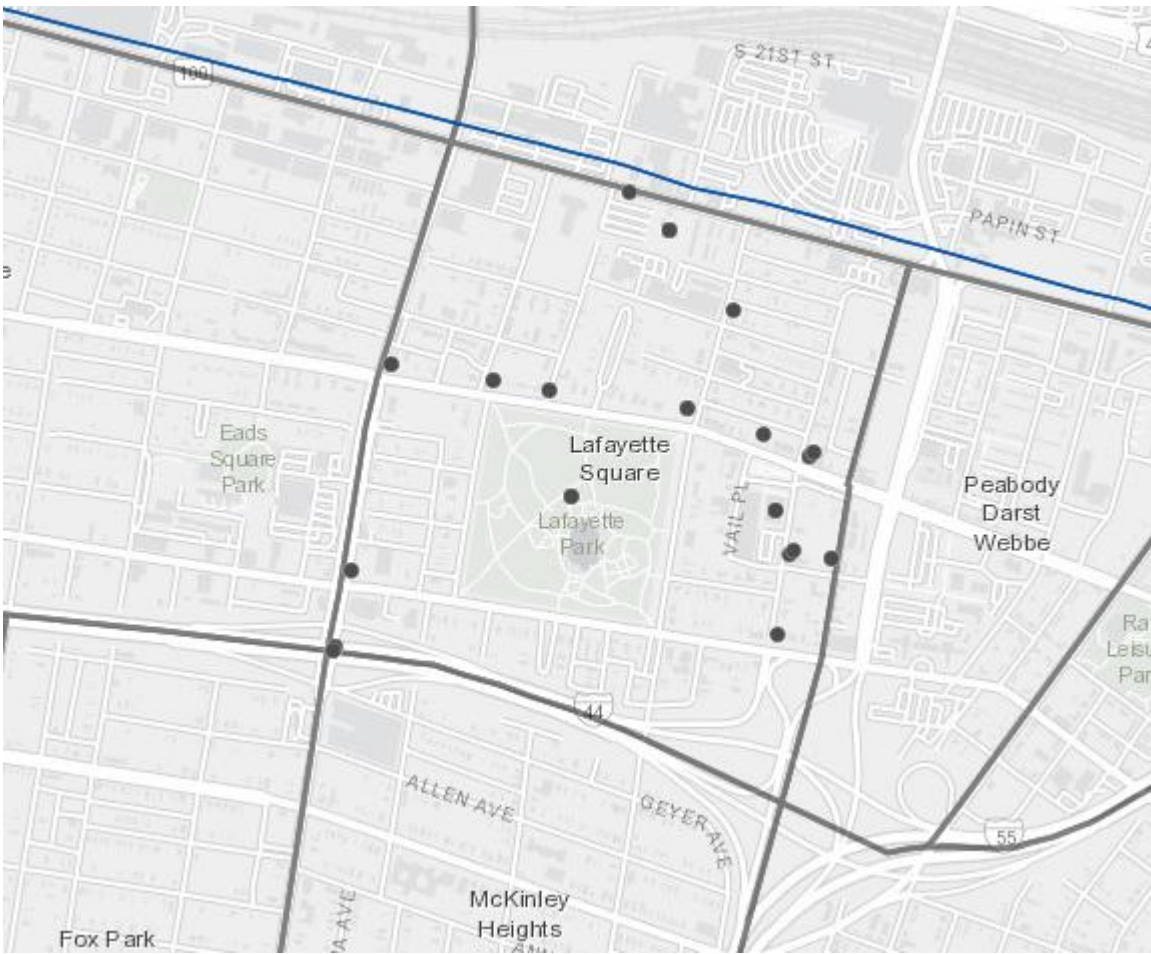 S 21ST ST
100
PAPIN ST
Eads
Square
Park
Lafayette
Square
Lafayette
Park
VAIL PL
Peabody
Darst
Webbe
44
ALLEN AVE
GEYER AVE
55
McKinley
Heights
Fox Park